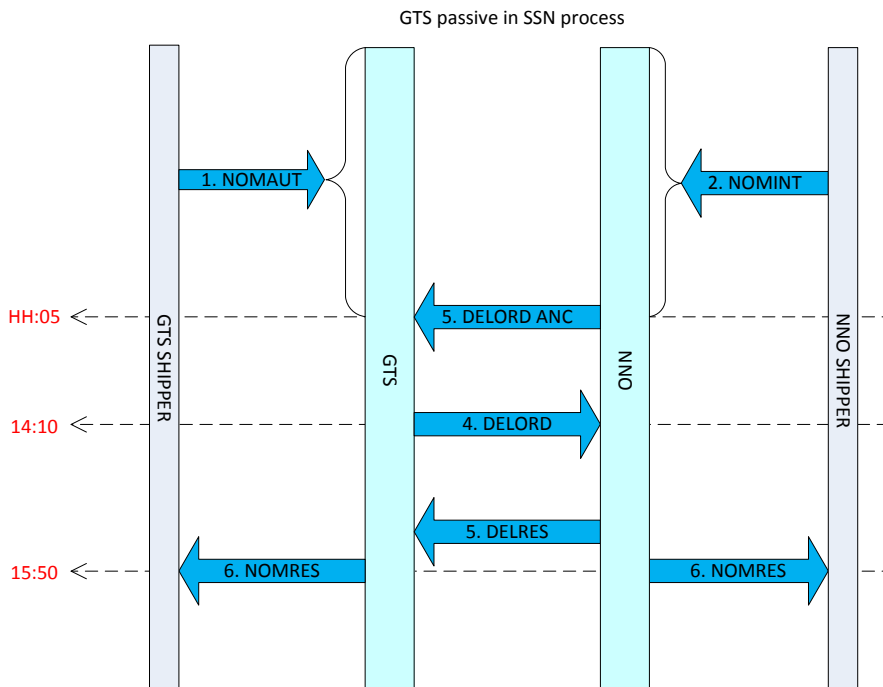 GTS passive in SSN process
1. NOMAUT
2. NOMINT
HH:05
5. DELORD ANC
GTS SHIPPER
GTS
NNO
NNO SHIPPER
14:10
4. DELORD
5. DELRES
15:50
6. NOMRES
6. NOMRES